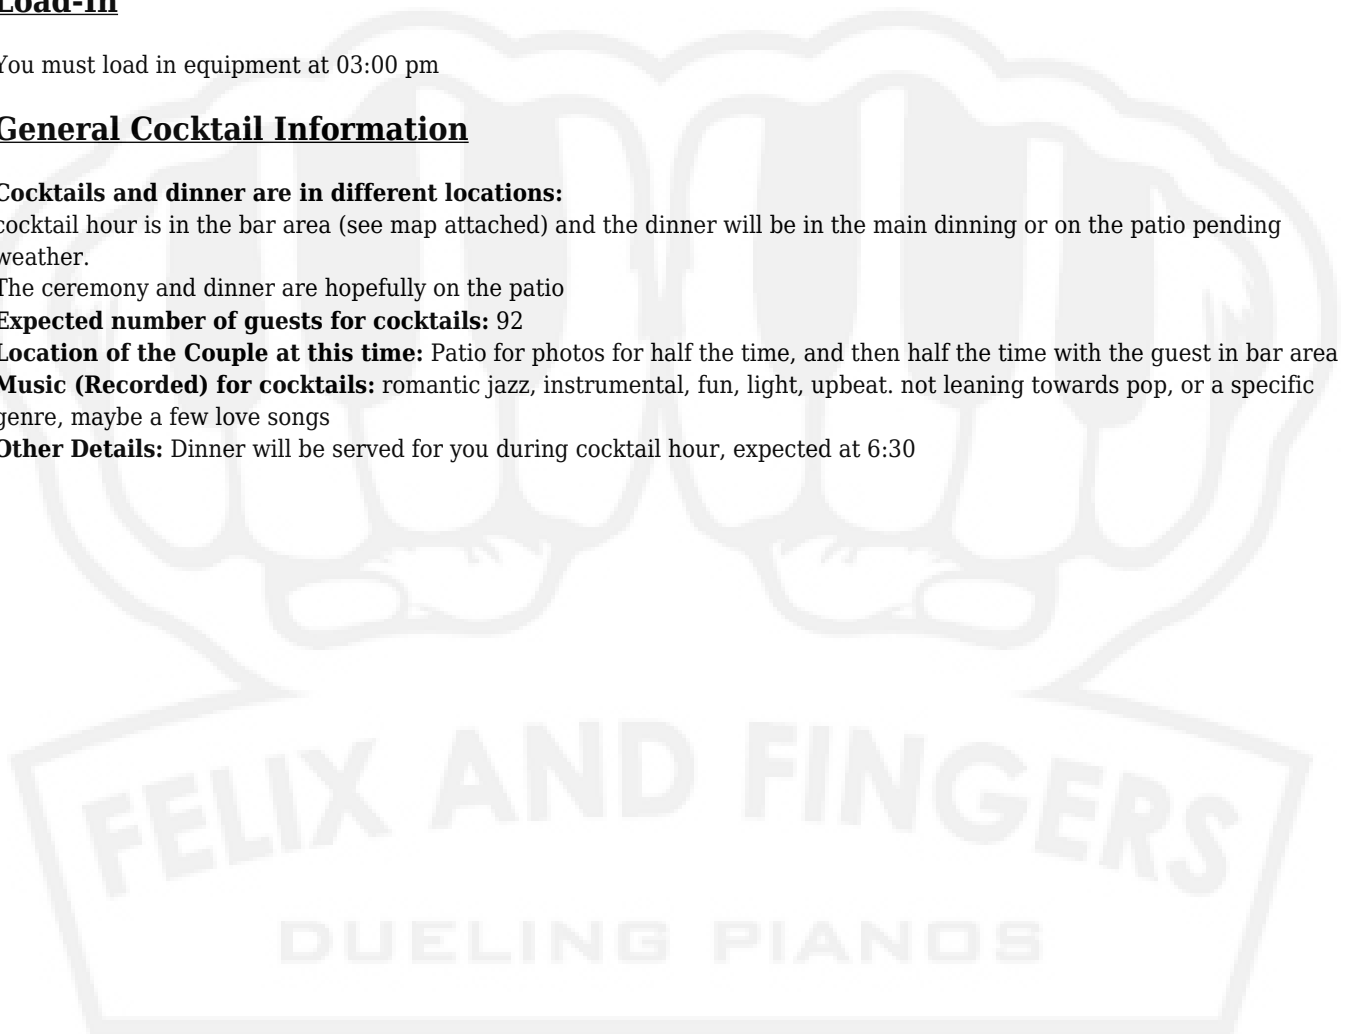 Load-In
You must load in equipment at 03:00 pm
General Cocktail Information
Cocktails and dinner are in different locations:
cocktail hour is in the bar area (see map attached) and the dinner will be in the main dinning or on the patio pending
weather.
The ceremony and dinner are hopefully on the patio
Expected number of guests for cocktails: 92
Location of the Couple at this time: Patio for photos for half the time, and then half the time with the guest in bar area
Music (Recorded) for cocktails: romantic jazz, instrumental, fun, light, upbeat. not leaning towards pop, or a specific
genre, maybe a few love songs
Other Details: Dinner will be served for you during cocktail hour, expected at 6:30
FELIX AND FINGERS
DUELING PIANOS